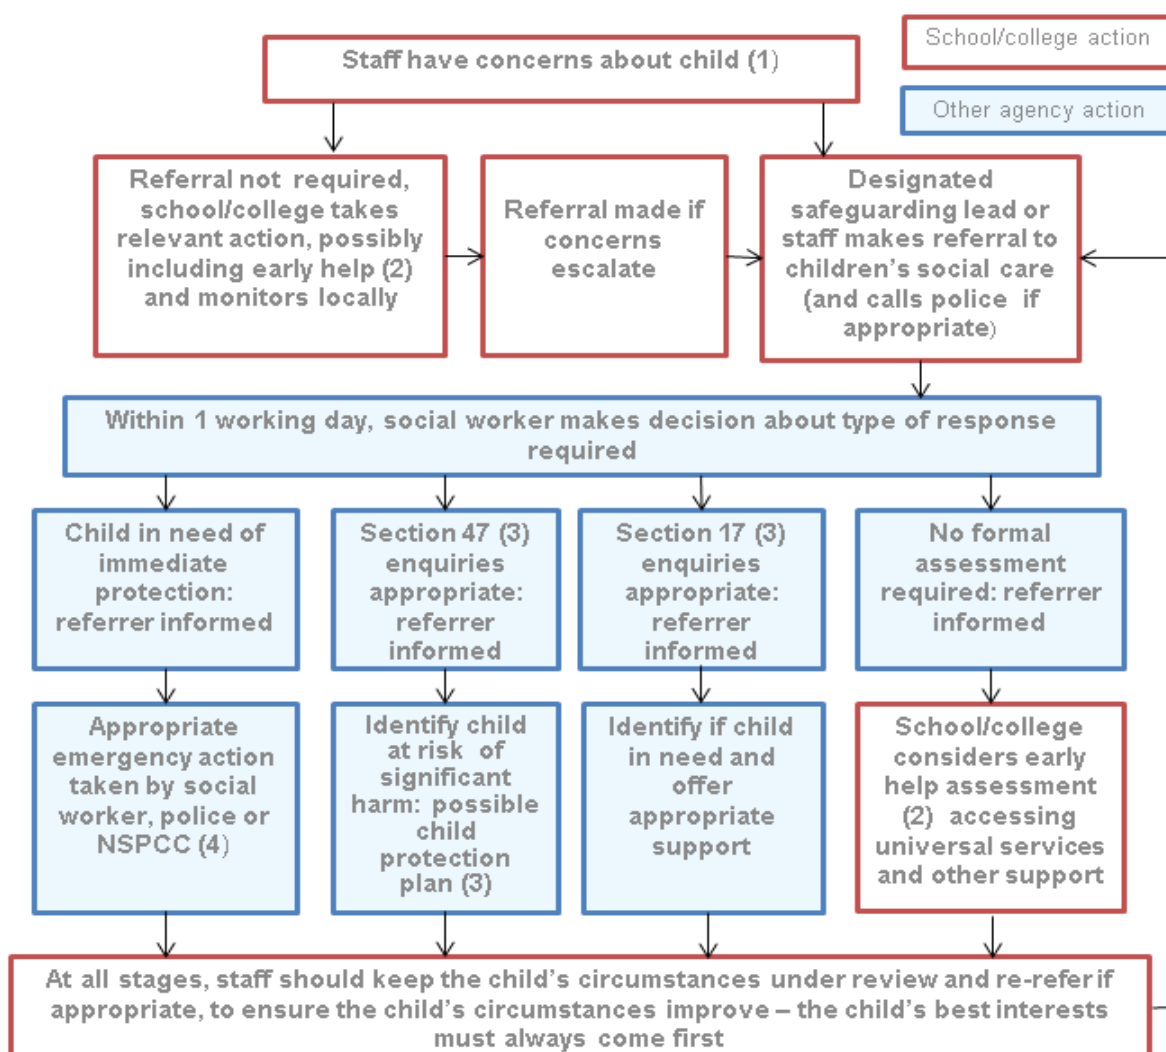 School/college action
Staff have concerns about child (1)
Other agency action
Referral not required,
school/college takes
relevant action, possibly
including early help (2)
and monitors locally
Referral made if
concerns
escalate
Designated
safeguarding lead or
staff makes referral to
children's social care
(and calls police if
appropriate)
Within 1 working day, social worker makes decision about type of response
required
Child in need of
immediate
protection:
referrer informed
Section 47 (3)
enquiries
appropriate:
referrer
informed
Section 17 (3)
enquiries
appropriate:
referrer
informed
No formal
assessment
required: referrer
informed
Appropriate
emergency action
taken by social
worker, police or
NSPCC (4)
Identify child
at risk of
significant
harm: possible
child
protection
plan (3)
Identify if child
in need and
offer
appropriate
support
School/college
considers early
help assessment
(2) accessing
universal services
and other support
At all stages, staff should keep the child's circumstances under review and re-refer if
appropriate, to ensure the child's circumstances improve – the child's best interests
must always come first